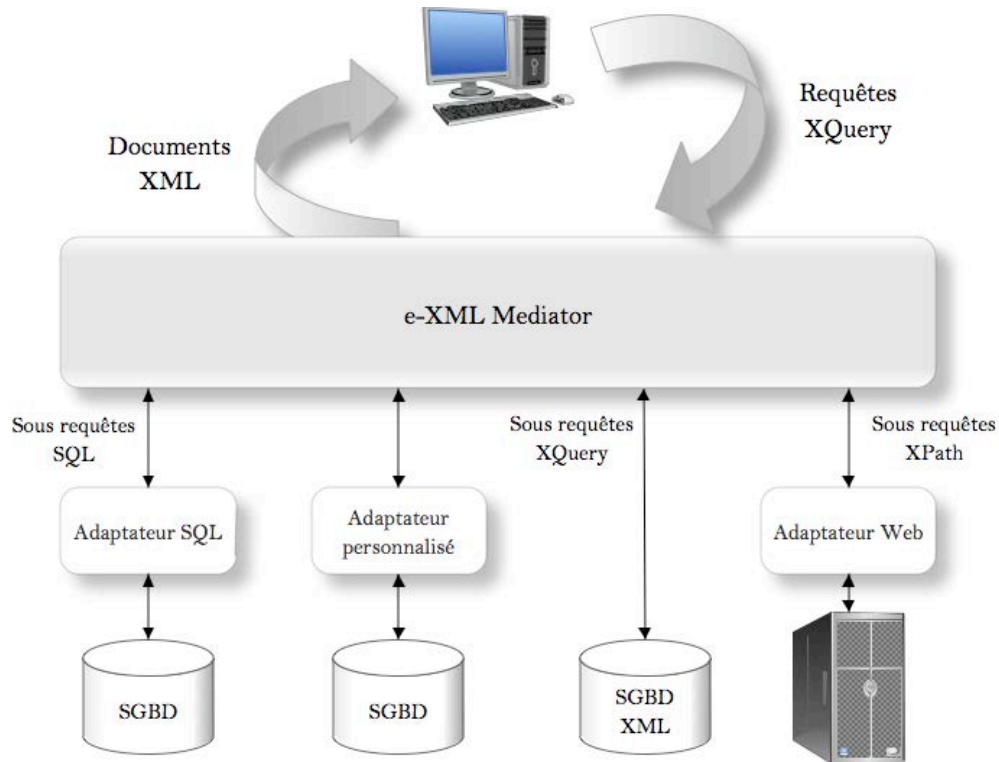 Requêtes
XQuery
Documents
XML
e-XML Mediator
Sous requêtes
SQL
Sous requêtes
XQuery
Sous requêtes
XPath
Adaptateur SQL
Adaptateur
personnalisé
Adaptateur Web
SGBD
SGBD
SGBD
XML